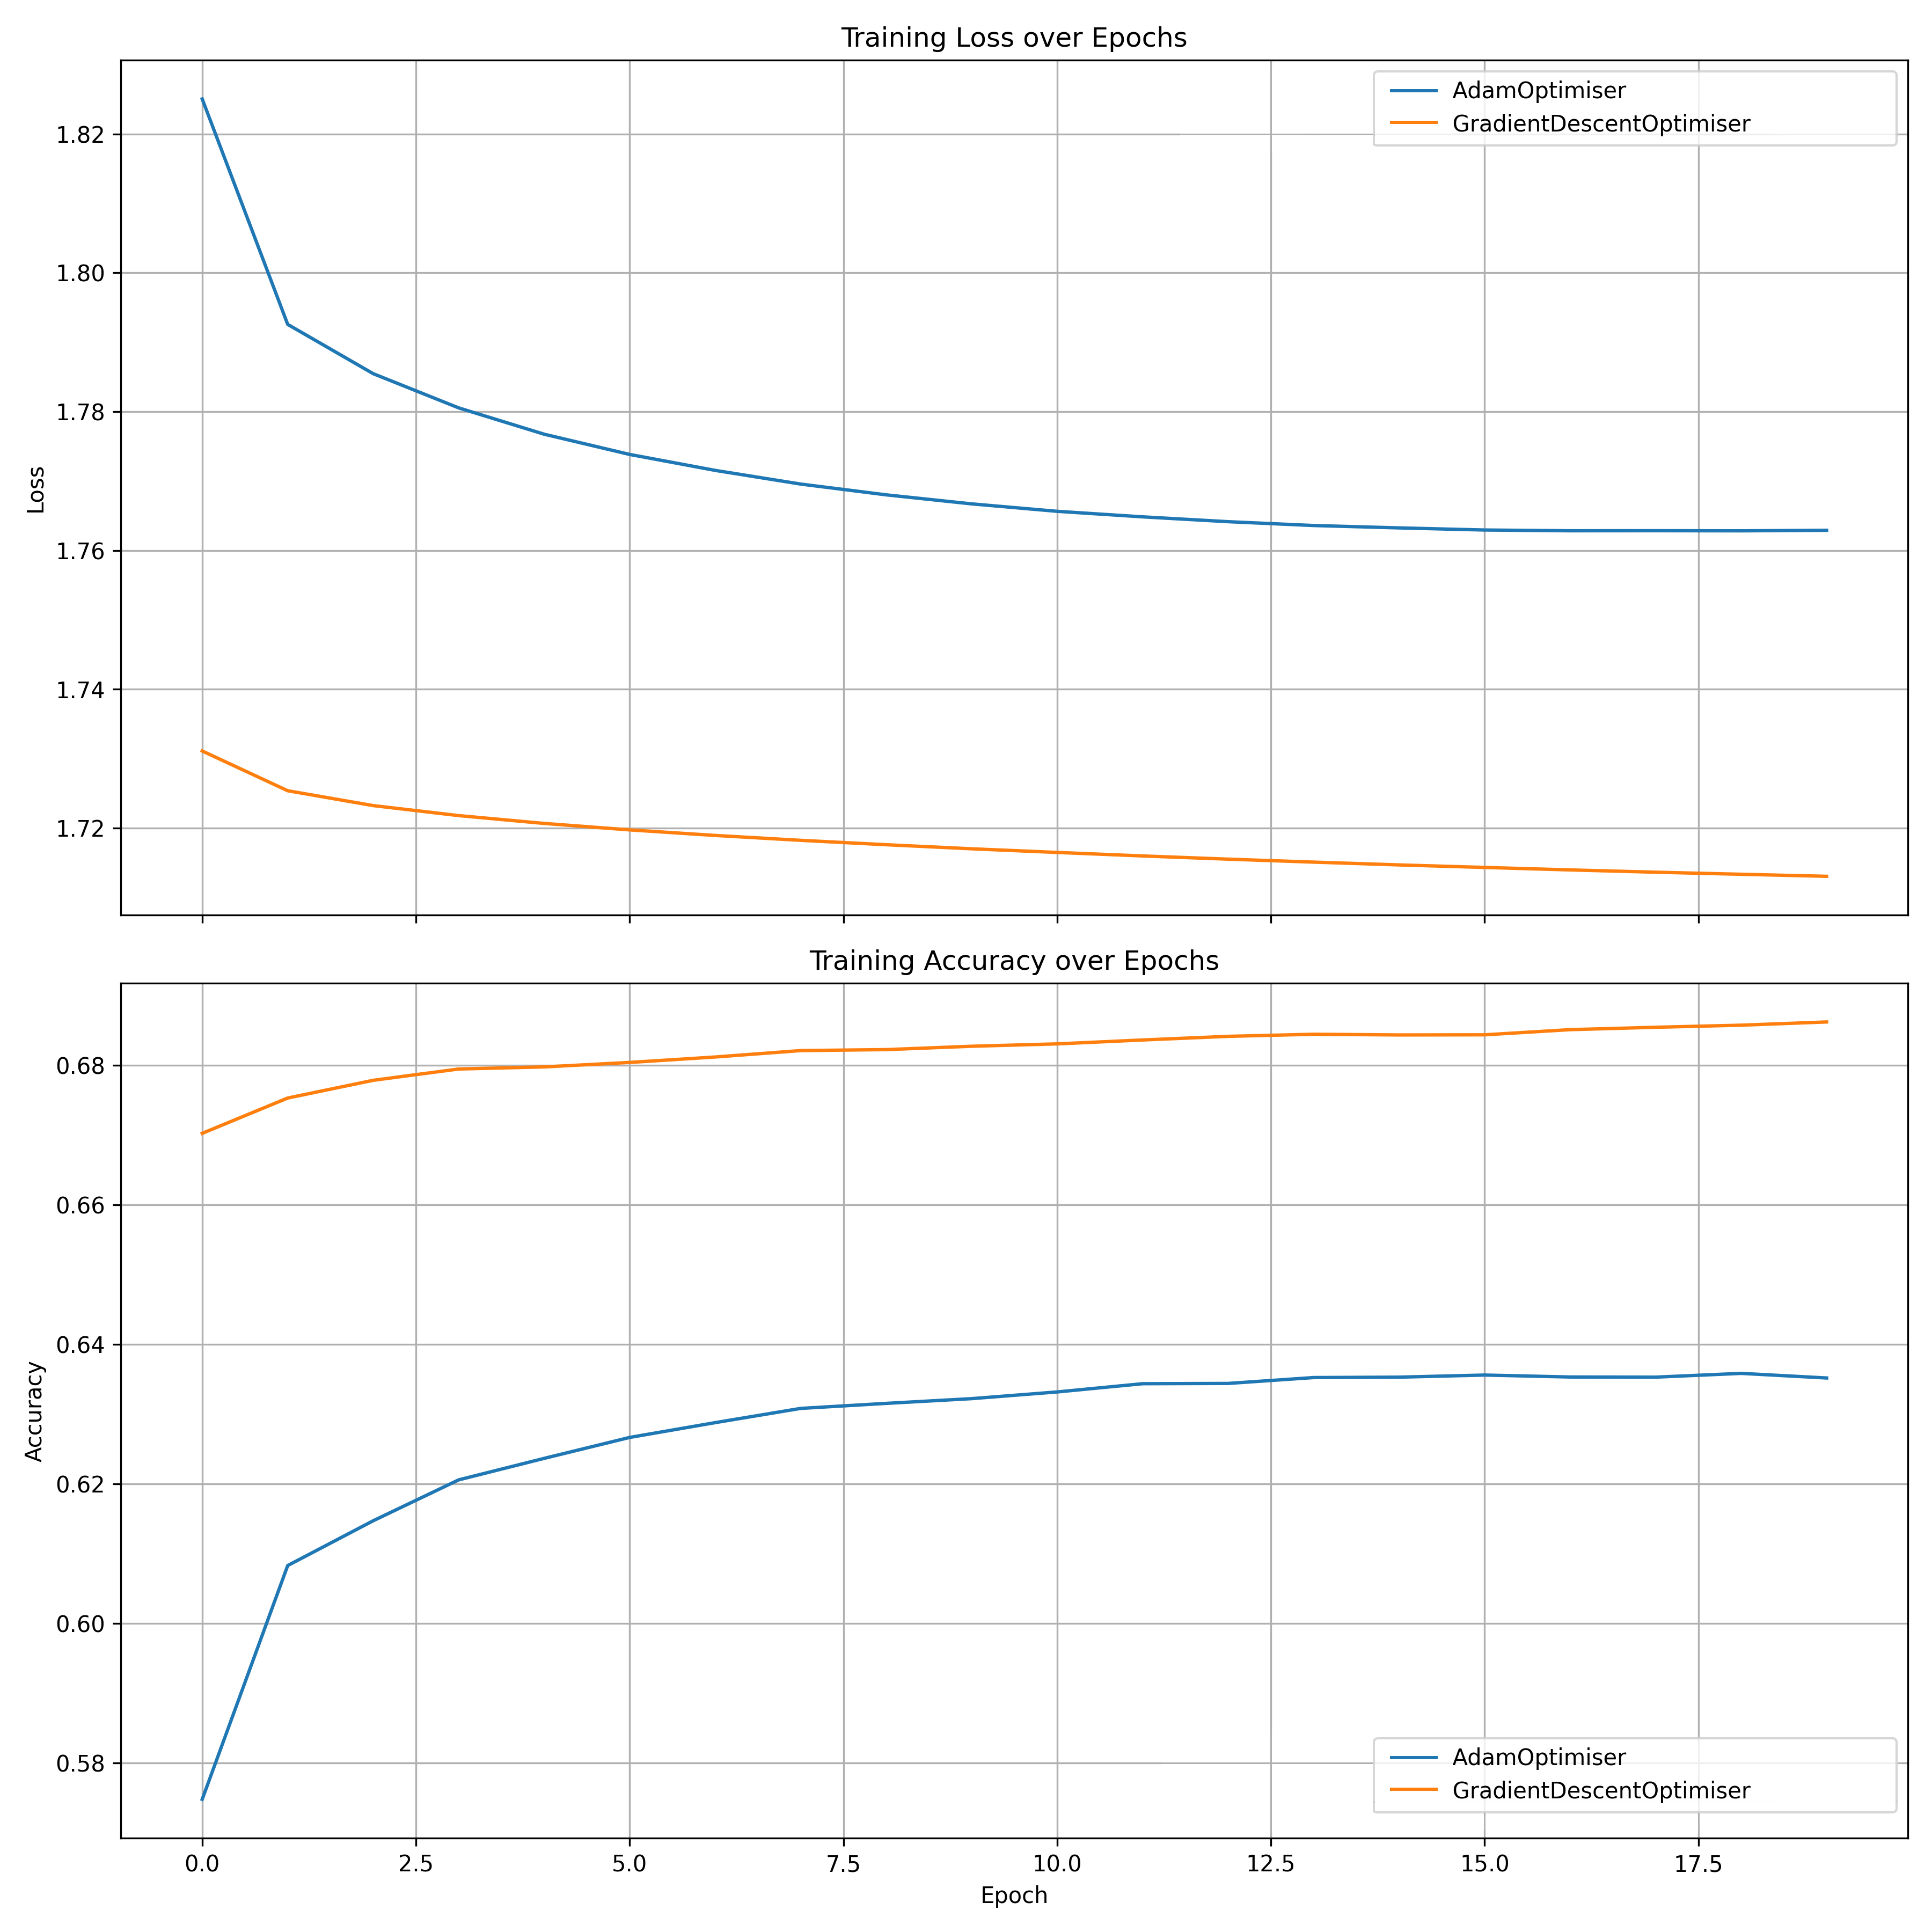 Training Loss over Epochs
AdamOptimiser
GradientDescentOptimiser
1.82
1.80
1.78
1.76
1.74
1.72
Loss
Training Accuracy over Epochs
0.68
0.66
0.64
0.62
0.60
0.58
Accuracy
AdamOptimiser
GradientDescentOptimiser
0.0 2.5 5.0 7.5 10.0 12.5 15.0 17.5
Epoch